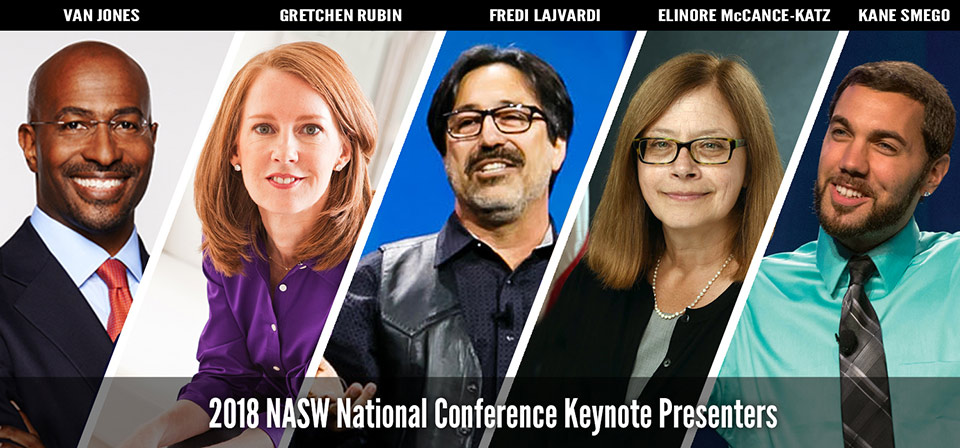 VAN JONES GRETCHEN RUBIN FREDI LAJVARDI ELINORE McCANCE-KATZ KANE SMEGO
2018 NASW National Conference Keynote Presenters